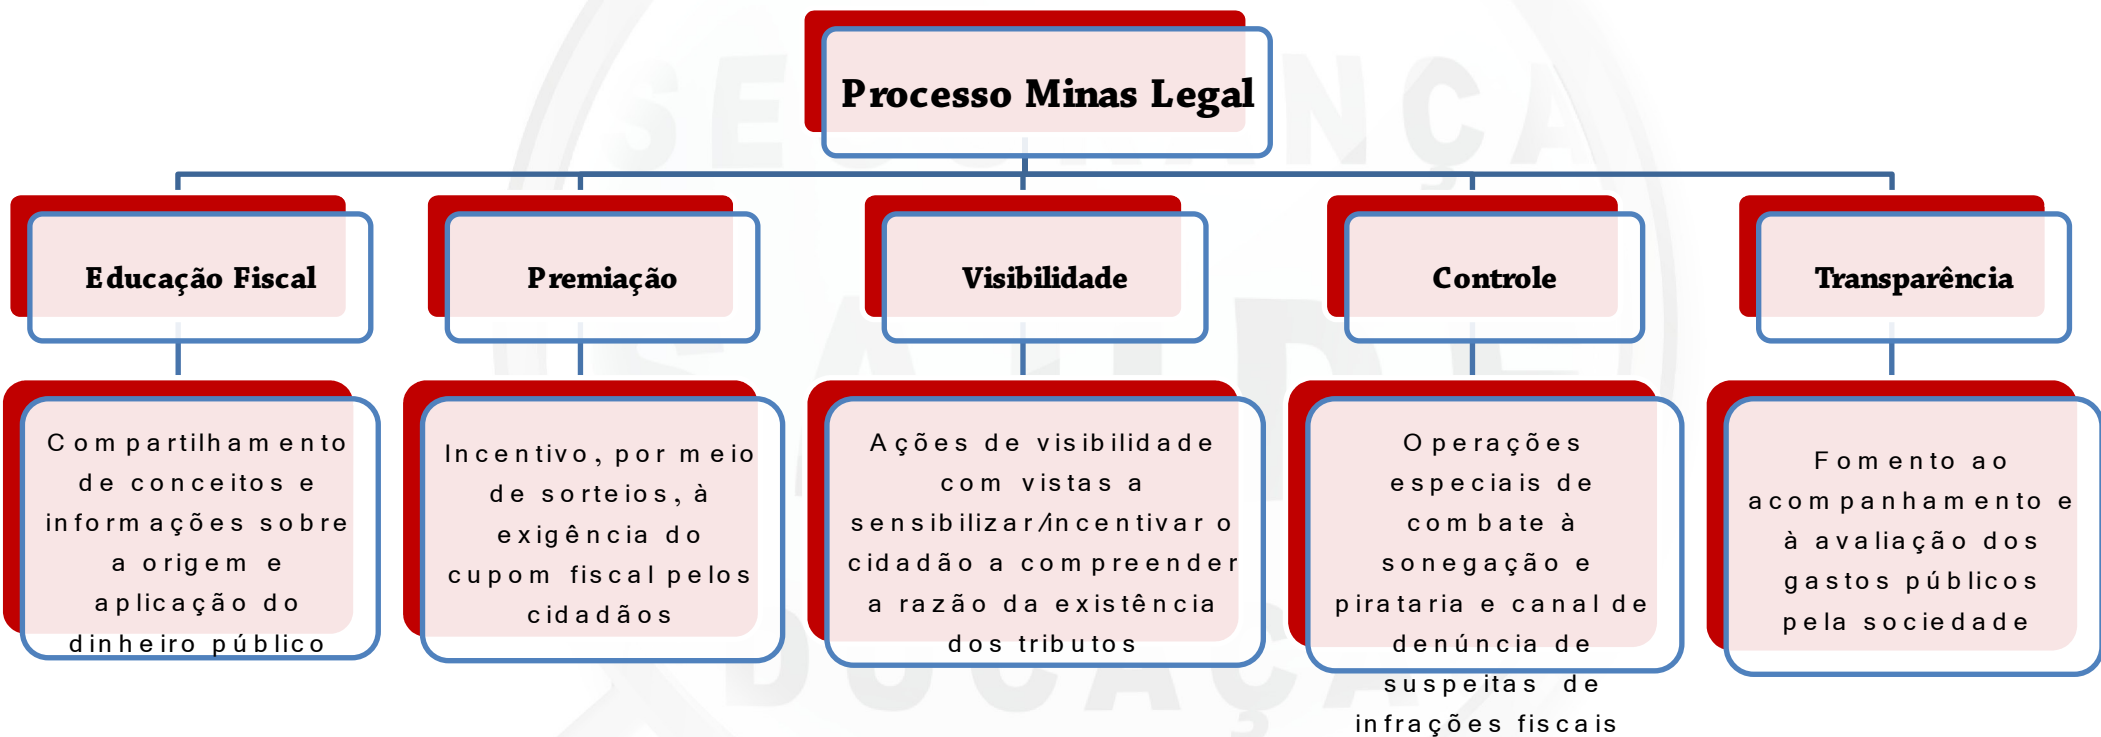 Processo Minas Legal
Educação Fiscal
Premiação
Visibilidade
Controle
Transparência
Compartilhamento
de conceitos e
informações sobre
a origem e
aplicação do
dinheiro público
Incentivo, por meio
de sorteios, à
exigência do
cupom fiscal pelos
cidadãos
Ações de visibilidade
com vistas a
sensibilizar/incentivar o
cidadão a compreender
a razão da existência
dos tributos
Operações
especiais de
combate à
sonegação e
pirataria e canal de
denúncia de
suspeitas de
infrações fiscais
Fomento ao
acompanhamento e
à avaliação dos
gastos públicos
pela sociedade